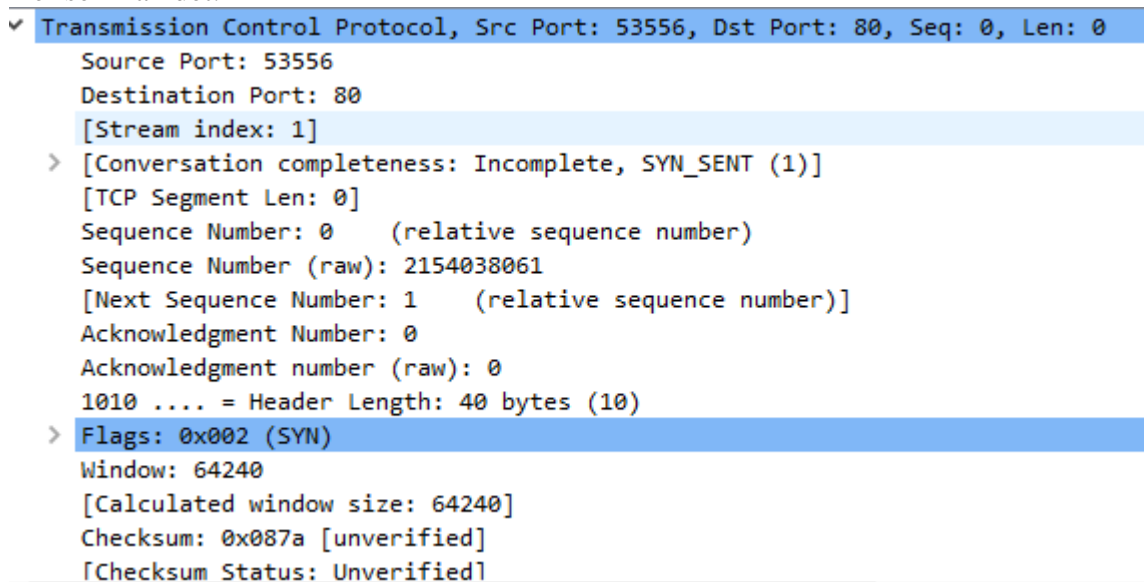 Transmission Control Protocol, Src Port: 53556, Dst Port: 80, Seq: 0, Len: 0
Source Port: 53556
Destination Port: 80
[Stream index: 1]
[Conversation completeness: Incomplete, SYN_SENT (1)]
[TCP Segment Len: 0]
Sequence Number: 0    (relative sequence number)
Sequence Number (raw): 2154038061
[Next Sequence Number: 1    (relative sequence number)]
Acknowledgment Number: 0
Acknowledgment number (raw): 0
1010 .... = Header Length: 40 bytes (10)
Flags: 0x002 (SYN)
Window: 64240
[Calculated window size: 64240]
Checksum: 0x087a [unverified]
[Checksum Status: Unverified]